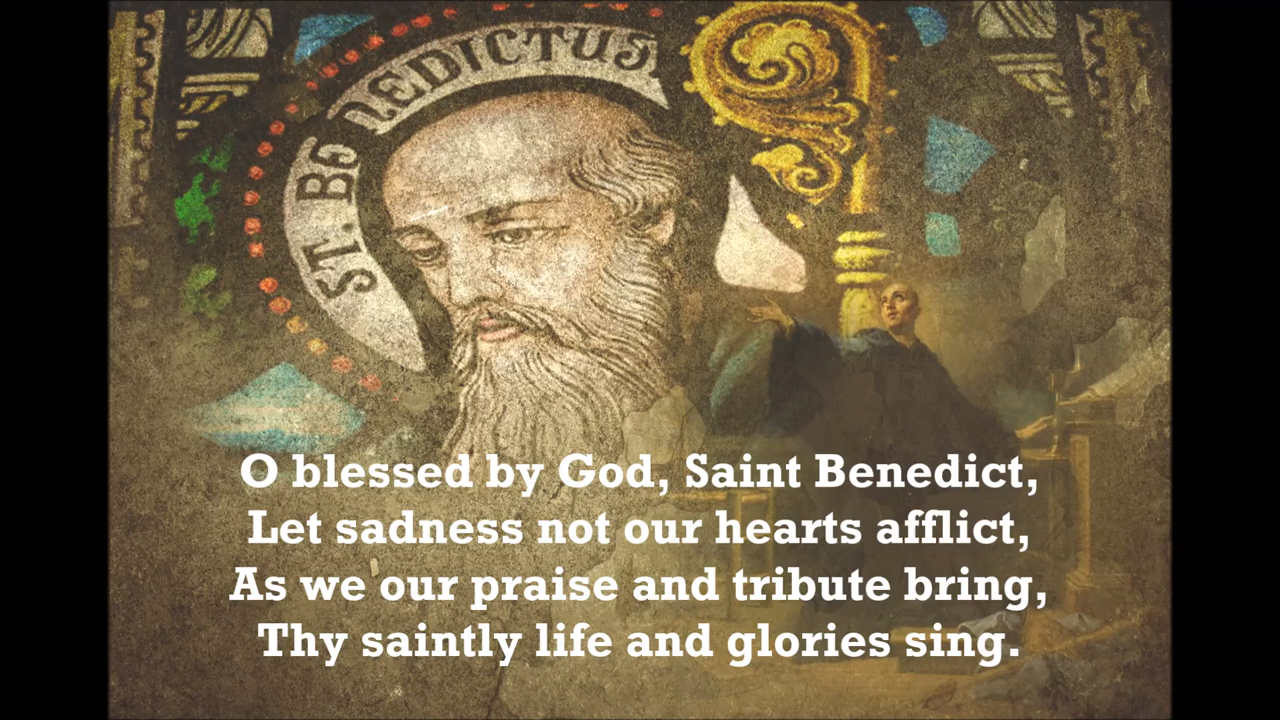 ST. BENEDICTUS
O blessed by God, Saint Benedict,
Let sadness not our hearts afflict,
As we our praise and tribute bring,
Thy saintly life and glories sing.